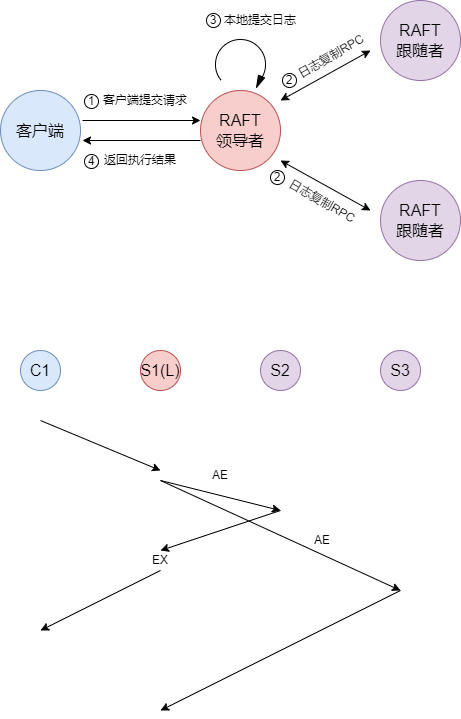 ③ 本地提交日志
RAFT
跟随者
② 日志复制RPC
① 客户端提交请求
客户端
RAFT
领导者
④ 返回执行结果
② 日志复制RPC
RAFT
跟随者
C1
S1(L)
S2
S3
AE
AE
EX